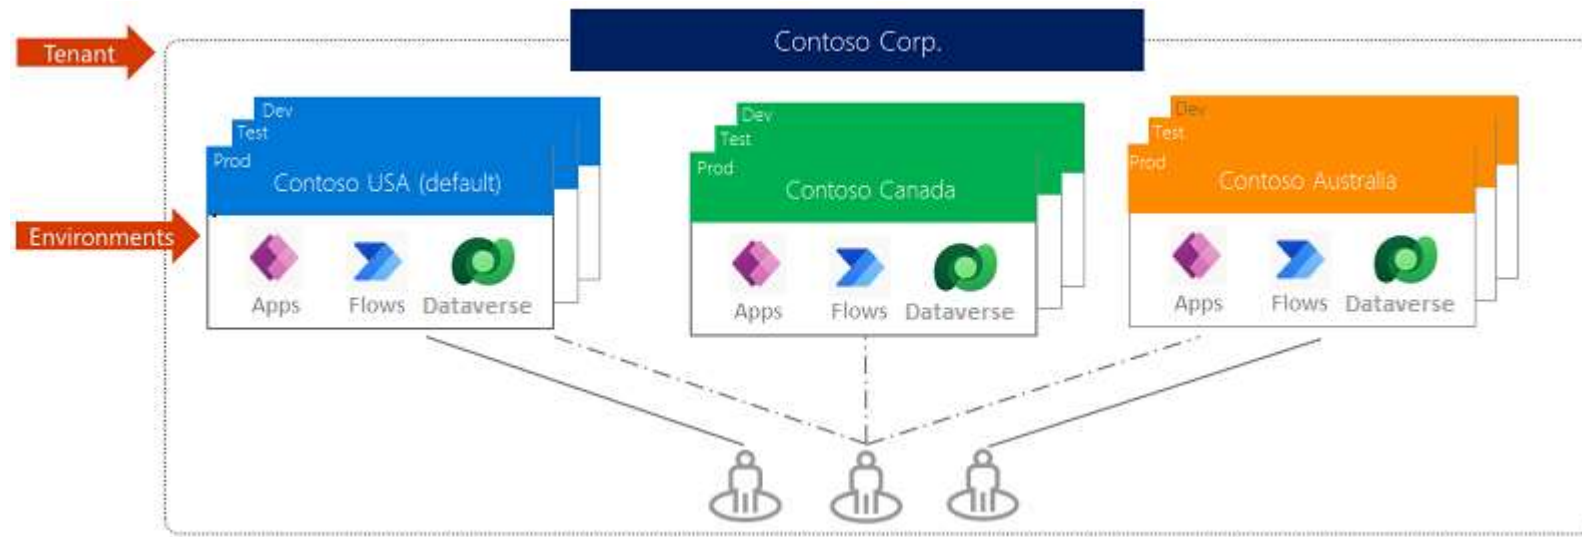 Tenant
Contoso Corp.
Dev
Test
Prod
Contoso USA (default)
Dev
Test
Prod
Contoso Canada
Dev
Test
Prod
Contoso Australia
Environments
Apps Flows Dataverse
Apps Flows Dataverse
Apps Flows Dataverse